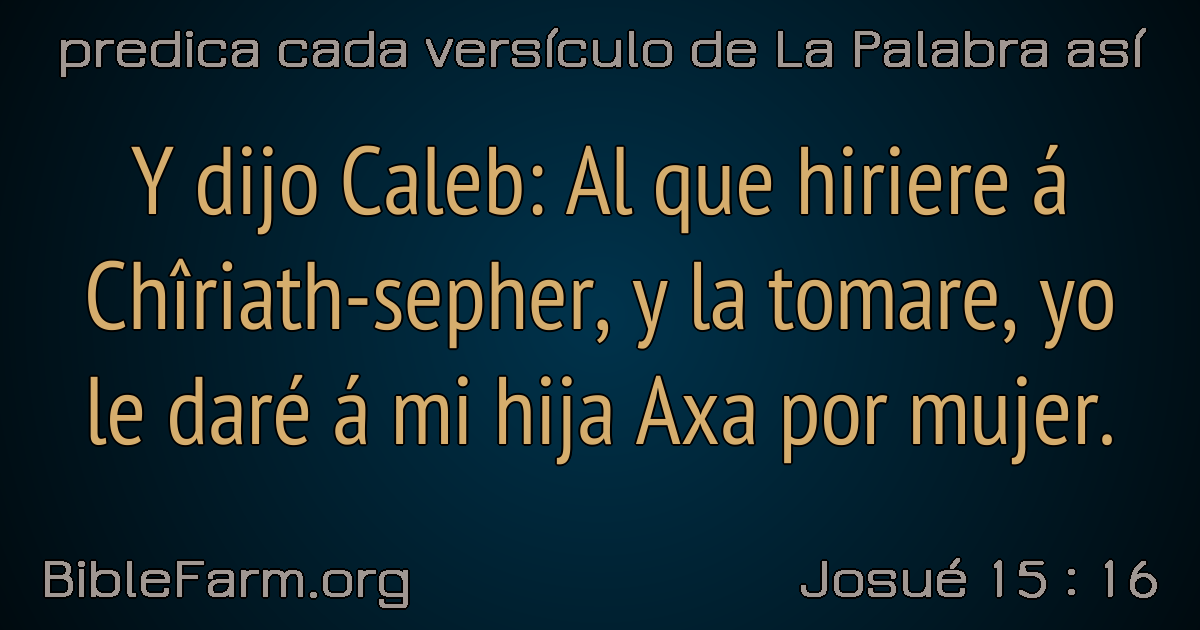 predica cada versículo de La Palabra así
Y dijo Caleb: Al que hiriere á
Chîriath-sepher, y la tomare, yo
le daré á mi hija Axa por mujer.
BibleFarm.org
Josué 15 : 16